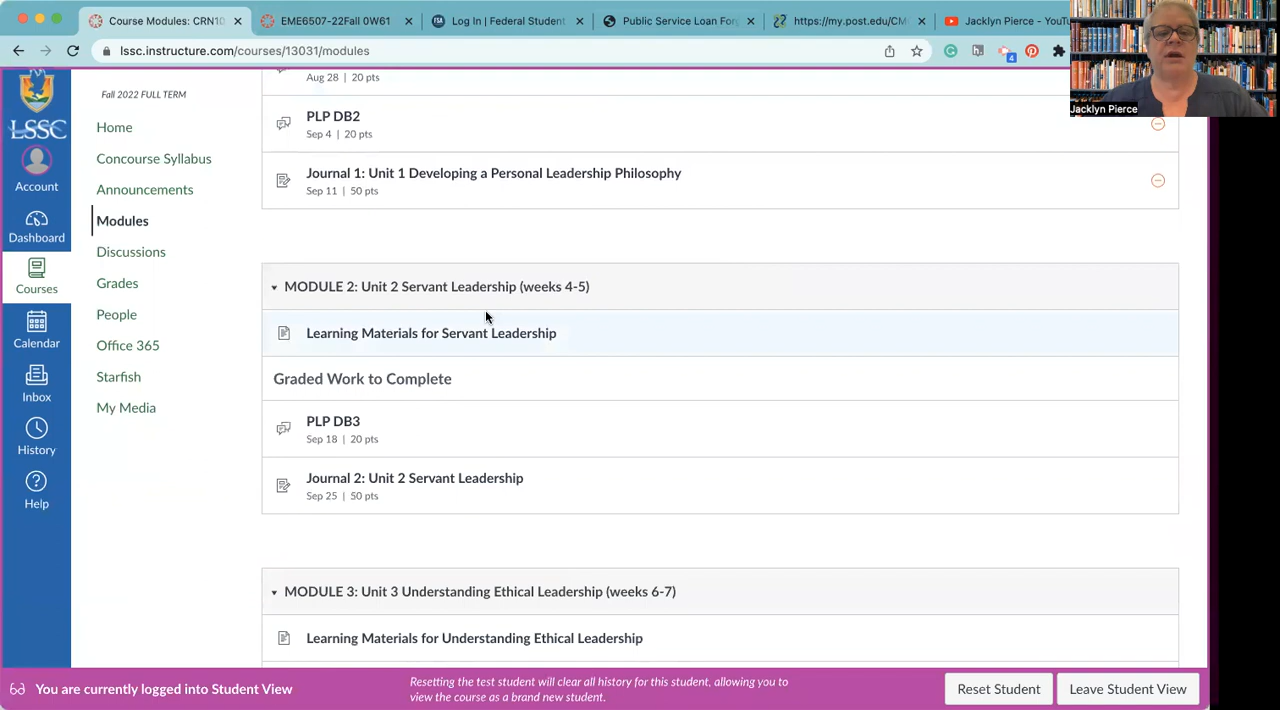 Course Modules: CRN1
EME6507-22Fall 0W61
Log In | Federal Student
Public Service Loan For
https://my.post.edu/CM
Jacklyn Pierce - YouTu
lssc.instructure.com/courses/13031/modules
4
Jacklyn Pierce
LSSC
Account
Dashboard
Courses
Calendar
Inbox
History
Help
Fall 2022 FULL TERM
Home
Concourse Syllabus
Announcements
Modules
Discussions
Grades
People
Office 365
Starfish
My Media
Aug 28 | 20 pts
PLP DB2
Sep 4 | 20 pts
Journal 1: Unit 1 Developing a Personal Leadership Philosophy
Sep 11 | 50 pts
MODULE 2: Unit 2 Servant Leadership (weeks 4-5)
Learning Materials for Servant Leadership
Graded Work to Complete
PLP DB3
Sep 18 | 20 pts
Journal 2: Unit 2 Servant Leadership
Sep 25 | 50 pts
MODULE 3: Unit 3 Understanding Ethical Leadership (weeks 6-7)
Learning Materials for Understanding Ethical Leadership
You are currently logged into Student View
Resetting the test student will clear all history for this student, allowing you to
view the course as a brand new student.
Reset Student
Leave Student View